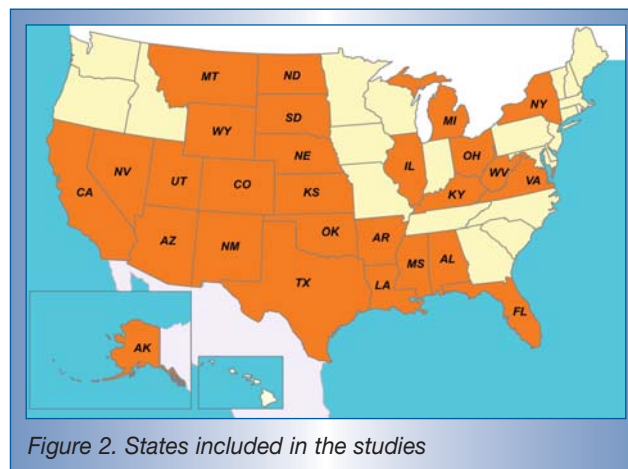 MT
ND
NY
MI
SD
WY
NE
IL
OH
WV
VA
NV
UT
CO
KS
KY
CA
OK
AR
AZ
NM
MS
AL
TX
LA
FL
AK
Figure 2. States included in the studies